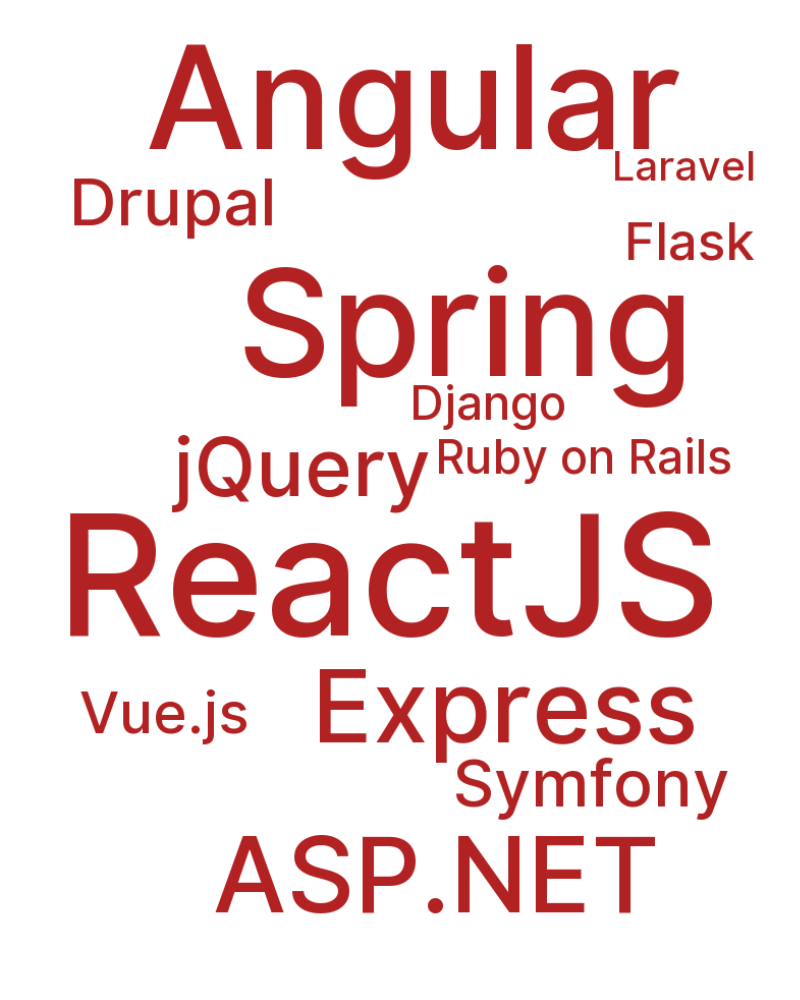 Angular
Laravel
Drupal
Flask
Spring
Django
jQuery
Ruby on Rails
ReactJS
Vue.js
Express
Symfony
ASP.NET